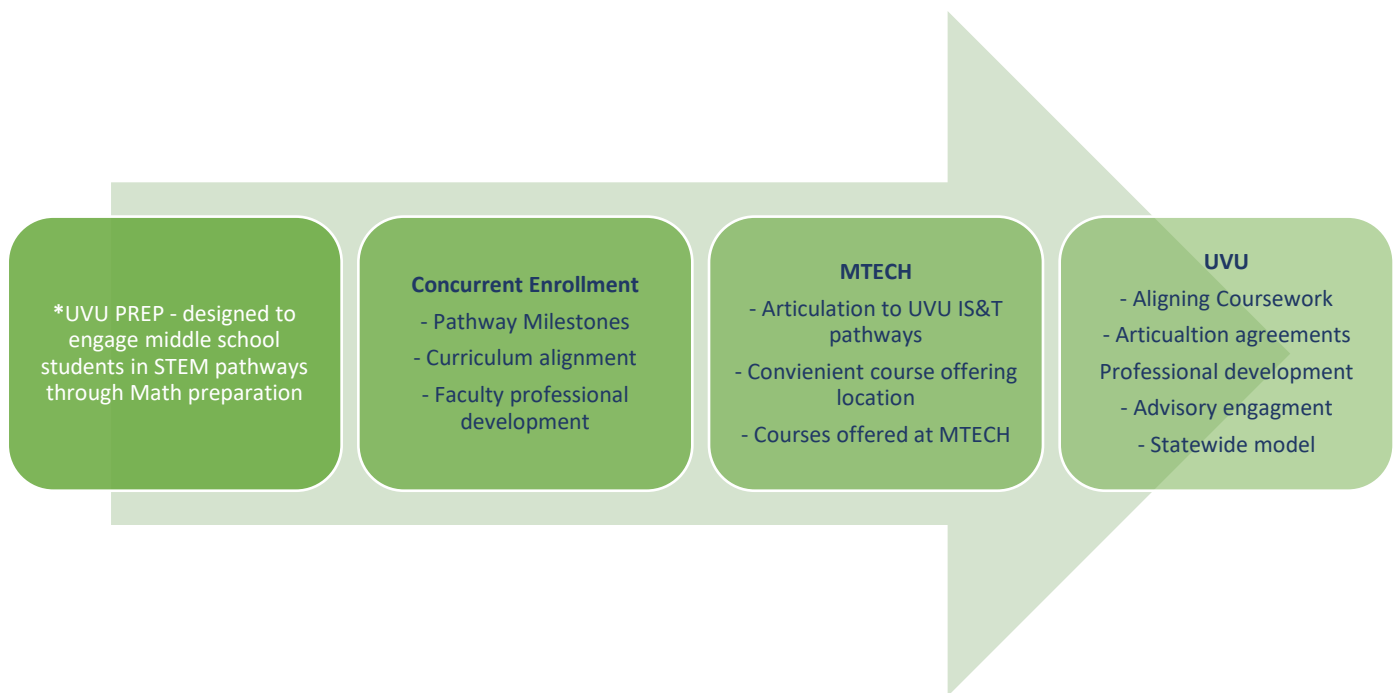 *UVU PREP - designed to
engage middle school
students in STEM pathways
through Math preparation
Concurrent Enrollment
- Pathway Milestones
- Curriculum alignment
- Faculty professional
development
MTECH
- Articulation to UVU IS&T
pathways
- Convienient course offering
location
- Courses offered at MTECH
UVU
- Aligning Coursework
- Articualtion agreements
Professional development
- Advisory engagment
- Statewide model